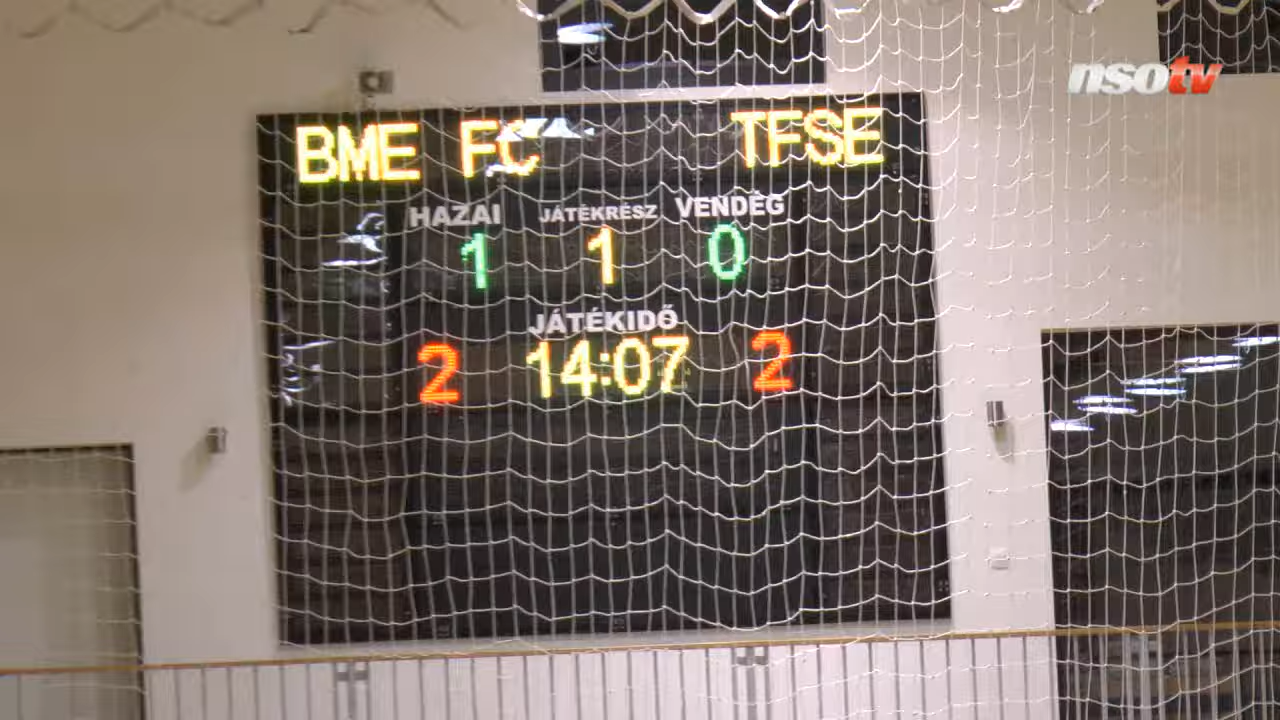 nsotv
BME FC TFSE
HAZAI JÁTÉKRÉSZ VENDÉG
1 1 0
JÁTÉKIDŐ
2 14:07 2